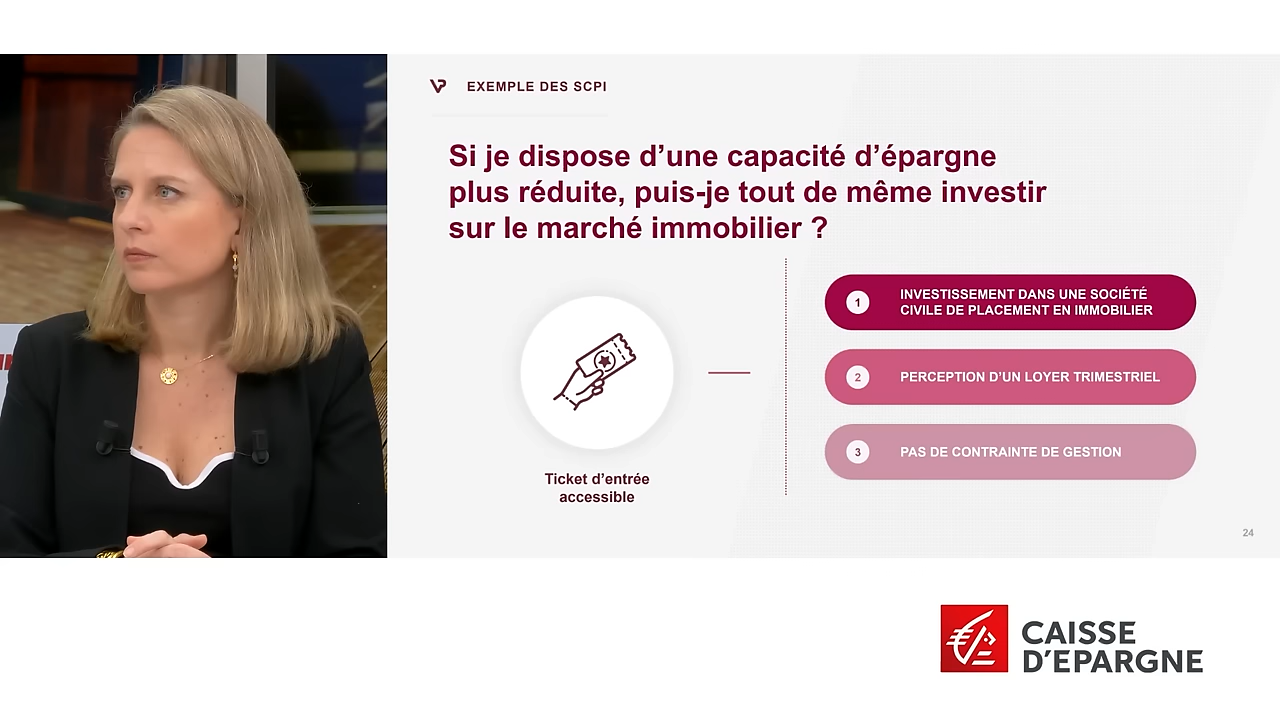 EXEMPLE DES SCPI
Si je dispose d’une capacité d’épargne
plus réduite, puis-je tout de même investir
sur le marché immobilier ?
Ticket d’entrée
accessible
1
INVESTISSEMENT DANS UNE SOCIÉTÉ
CIVILE DE PLACEMENT EN IMMOBILIER
2
PERCEPTION D’UN LOYER TRIMESTRIEL
3
PAS DE CONTRAINTE DE GESTION
24
CAISSE
D’EPARGNE